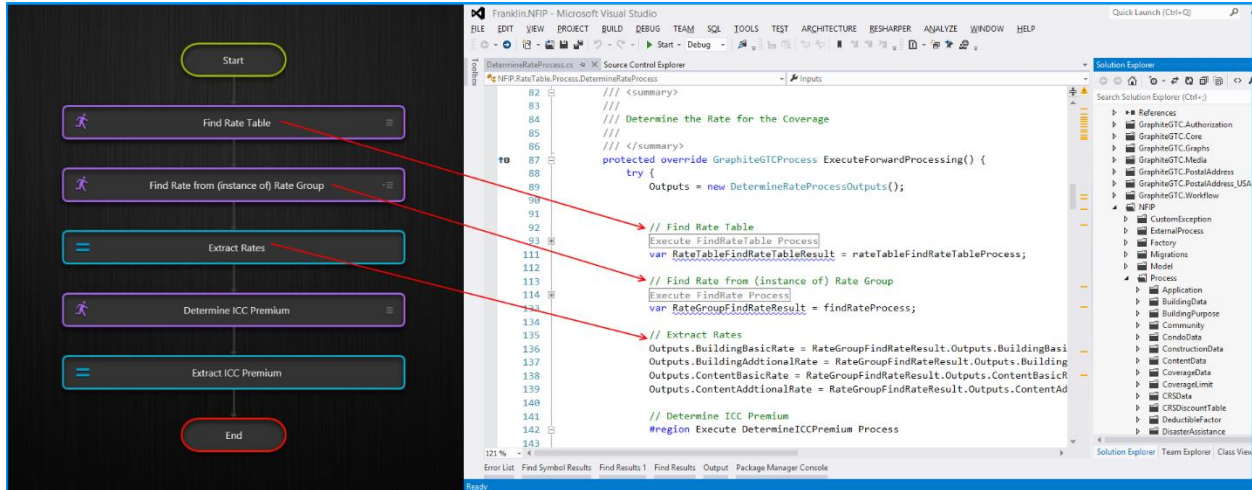 Start
Find Rate Table
Find Rate from (instance of) Rate Group
Extract Rates
Determine ICC Premium
Extract ICC Premium
End
Franklin.NFIP - Microsoft Visual Studio
Quick Launch (Ctrl+Q)
FILE EDIT VIEW PROJECT BUILD DEBUG TEAM SQL TOOLS TEST ARCHITECTURE RESHARPER ANALYZE WINDOW HELP
Start - Debug
Toolbox
DetermineRateProcess.cs Source Control Explorer
NFIP.RateTable.Process.DetermineRateProcess Inputs
82 /// <summary>
83 ///
84 /// Determine the Rate for the Coverage
85 ///
86 /// </summary>
87 protected override GraphiteGTCProcess ExecuteForwardProcessing() {
88 try {
89 Outputs = new DetermineRateProcessOutputs();
90
91
92 // Find Rate Table
93 Execute FindRateTable Process
111 var RateTableFindRateTableResult = rateTableFindRateTableProcess;
112
113 // Find Rate from (instance of) Rate Group
114 Execute FindRate Process
133 var RateGroupFindRateResult = findRateProcess;
134
135 // Extract Rates
136 Outputs.BuildingBasicRate = RateGroupFindRateResult.Outputs.BuildingBasi
137 Outputs.BuildingAddtionalRate = RateGroupFindRateResult.Outputs.Building
138 Outputs.ContentBasicRate = RateGroupFindRateResult.Outputs.ContentBasicR
139 Outputs.ContentAddtionalRate = RateGroupFindRateResult.Outputs.ContentAd
140
141 // Determine ICC Premium
142 #region Execute DetermineICCPremium Process
143
121 %
Error List Find Symbol Results Find Results 1 Find Results Output Package Manager Console
Ready
Solution Explorer
Search Solution Explorer (Ctrl+;)
References
GraphiteGTC.Authorization
GraphiteGTC.Core
GraphiteGTC.Graphs
GraphiteGTC.Media
GraphiteGTC.PostalAddress
GraphiteGTC.PostalAddress_USA
GraphiteGTC.Workflow
NFIP
CustomException
ExternalProcess
Factory
Migrations
Model
Process
Application
BuildingData
BuildingPurpose
Community
CondoData
ConstructionData
ContentData
CoverageData
CoverageLimit
CRSData
CRSDiscountTable
DeductibleFactor
DisasterAssistance
Solution Explorer Team Explorer Class View